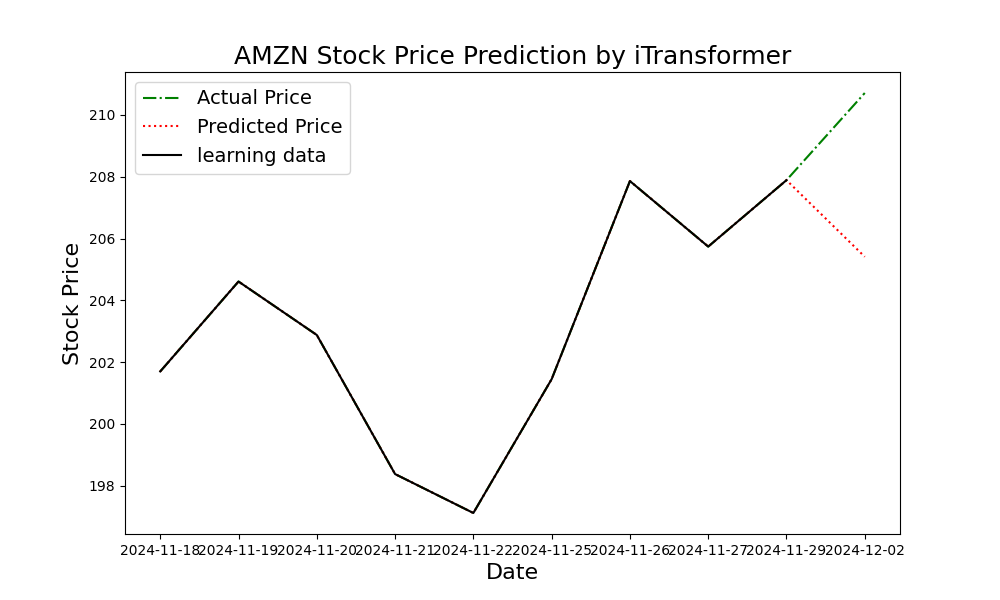 AMZN Stock Price Prediction by iTransformer
Actual Price
Predicted Price
learning data
210
208
206
204
202
200
198
Stock Price
2024-11-18 2024-11-19 2024-11-20 2024-11-21 2024-11-22 2024-11-25 2024-11-26 2024-11-27 2024-11-29 2024-12-02
Date